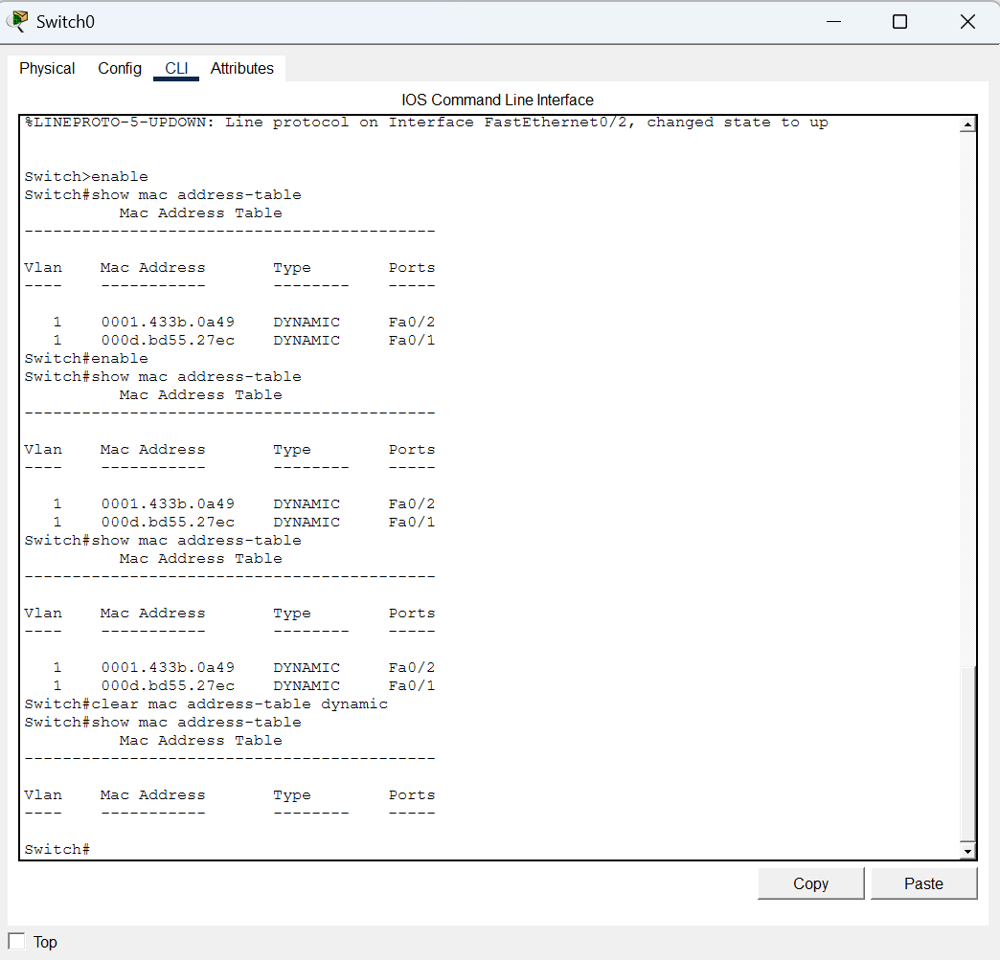 Switch0
Physical Config CLI Attributes
IOS Command Line Interface
%LINEPROTO-5-UPDOWN: Line protocol on Interface FastEthernet0/2, changed state to up
Switch>enable
Switch#show mac address-table
Mac Address Table
-------------------------------------------
Vlan    Mac Address       Type        Ports
----    -----------       --------    -----
1    0001.433b.0a49    DYNAMIC     Fa0/2
1    000d.bd55.27ec    DYNAMIC     Fa0/1
Switch#enable
Switch#show mac address-table
Mac Address Table
-------------------------------------------
Vlan    Mac Address       Type        Ports
----    -----------       --------    -----
1    0001.433b.0a49    DYNAMIC     Fa0/2
1    000d.bd55.27ec    DYNAMIC     Fa0/1
Switch#show mac address-table
Mac Address Table
-------------------------------------------
Vlan    Mac Address       Type        Ports
----    -----------       --------    -----
1    0001.433b.0a49    DYNAMIC     Fa0/2
1    000d.bd55.27ec    DYNAMIC     Fa0/1
Switch#clear mac address-table dynamic
Switch#show mac address-table
Mac Address Table
-------------------------------------------
Vlan    Mac Address       Type        Ports
----    -----------       --------    -----
Switch#
Copy Paste
Top